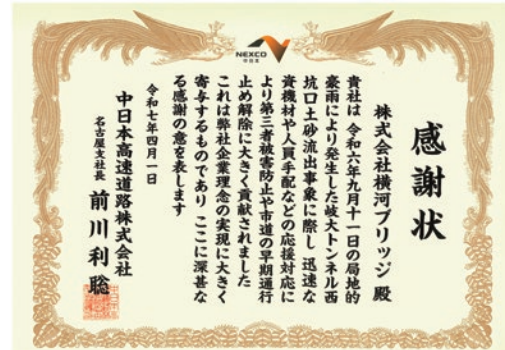 NEXCO
中日本
感謝状
株式会社横河ブリッジ 殿
貴社は 令和六年九月十一日の局地的
豪雨により発生した岐大トンネル西
坑口土砂流出事象に際し 迅速な
資機材や人員手配などの応援対応に
より第三者被害防止や市道の早期通行
止め解除に大きく貢献されました
これは弊社企業理念の実現に大きく
寄与するものであり ここに深甚な
る感謝の意を表します
令和七年四月一日
中日本高速道路株式会社
名古屋支社長 前川利聡